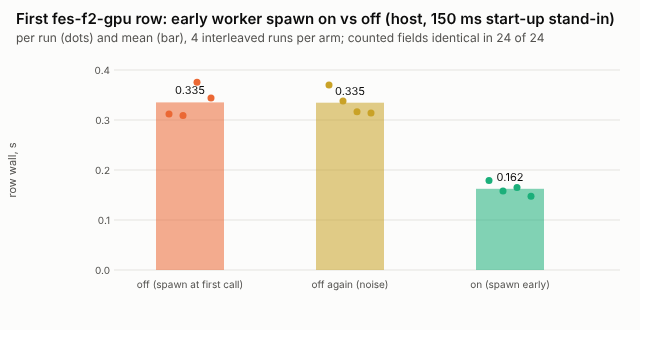 First fes-f2-gpu row: early worker spawn on vs off (host, 150 ms start-up stand-in)
per run (dots) and mean (bar), 4 interleaved runs per arm; counted fields identical in 24 of 24
row wall, s
0.4
0.3
0.2
0.1
0.0
0.335
0.335
0.162
off (spawn at first call)
off again (noise)
on (spawn early)